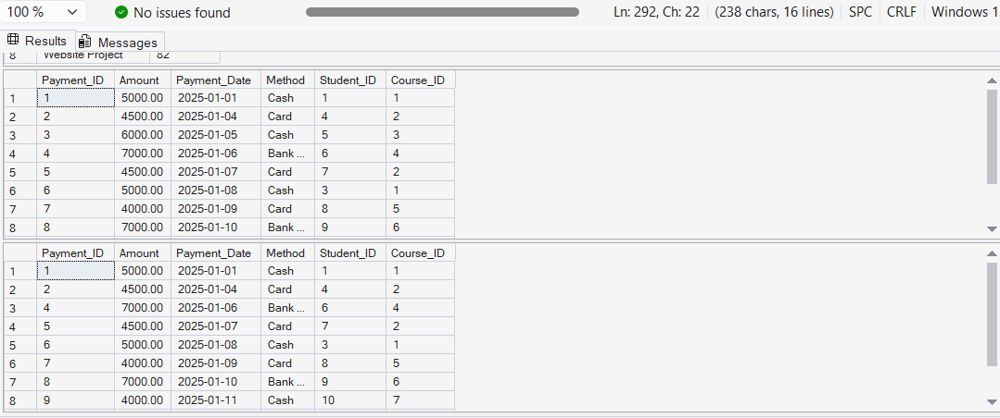 100 % No issues found Ln: 292, Ch: 22 (238 chars, 16 lines) SPC CRLF Windows 1
Results Messages
8 Website Project 82
Payment_ID Amount Payment_Date Method Student_ID Course_ID
1 1 5000.00 2025-01-01 Cash 1 1
2 2 4500.00 2025-01-04 Card 4 2
3 3 6000.00 2025-01-05 Cash 5 3
4 4 7000.00 2025-01-06 Bank ... 6 4
5 5 4500.00 2025-01-07 Card 7 2
6 6 5000.00 2025-01-08 Cash 3 1
7 7 4000.00 2025-01-09 Card 8 5
8 8 7000.00 2025-01-10 Bank ... 9 6
Payment_ID Amount Payment_Date Method Student_ID Course_ID
1 1 5000.00 2025-01-01 Cash 1 1
2 2 4500.00 2025-01-04 Card 4 2
3 4 7000.00 2025-01-06 Bank ... 6 4
4 5 4500.00 2025-01-07 Card 7 2
5 6 5000.00 2025-01-08 Cash 3 1
6 7 4000.00 2025-01-09 Card 8 5
7 8 7000.00 2025-01-10 Bank ... 9 6
8 9 4000.00 2025-01-11 Cash 10 7